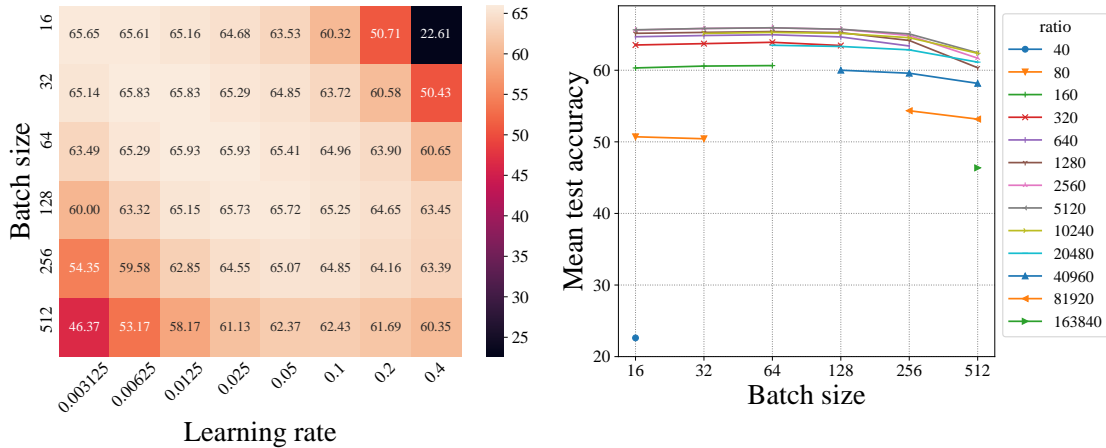 16 65.65 65.61 65.16 64.68 63.53 60.32 50.71 22.61
32 65.14 65.83 65.83 65.29 64.85 63.72 60.58 50.43
64 63.49 65.29 65.93 65.93 65.41 64.96 63.90 60.65
128 60.00 63.32 65.15 65.73 65.72 65.25 64.65 63.45
256 54.35 59.58 62.85 64.55 65.07 64.85 64.16 63.39
512 46.37 53.17 58.17 61.13 62.37 62.43 61.69 60.35
Batch size
0.003125 0.00625 0.0125 0.025 0.05 0.1 0.2 0.4
Learning rate
65
60
55
50
45
40
35
30
25
Mean test accuracy
60
50
40
30
20
16 32 64 128 256 512
Batch size
ratio
40
80
160
320
640
1280
2560
5120
10240
20480
40960
81920
163840